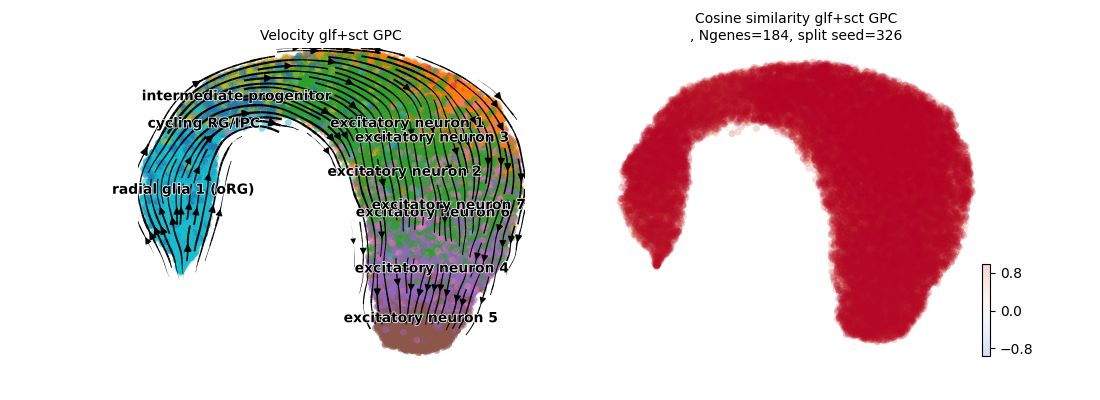 Velocity glf+sct GPC
intermediate progenitor
cycling RG/IPC
excitatory neuron 1
excitatory neuron 3
excitatory neuron 2
radial glia 1 (oRG)
excitatory neuron 7
excitatory neuron 6
excitatory neuron 4
excitatory neuron 5
Cosine similarity glf+sct GPC
, Ngenes=184, split seed=326
0.8
0.0
−0.8